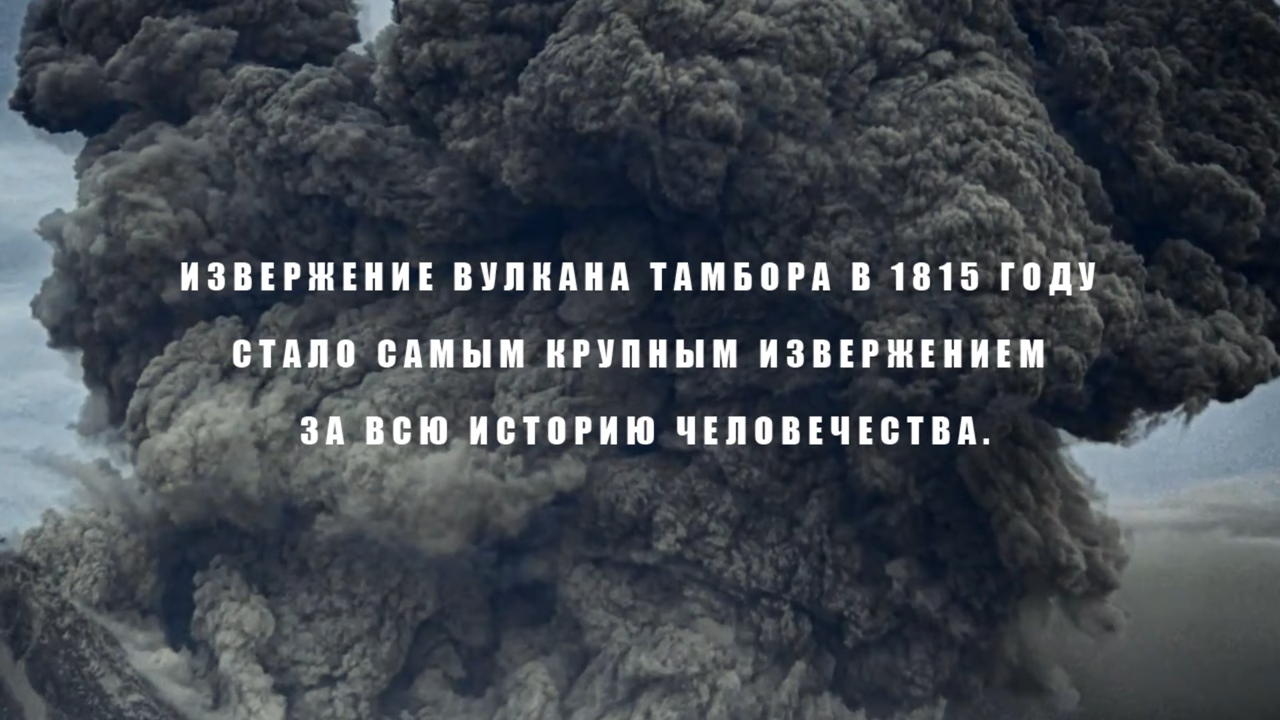 ИЗВЕРЖЕНИЕ ВУЛКАНА ТАМБОРА В 1815 ГОДУ
СТАЛО САМЫМ КРУПНЫМ ИЗВЕРЖЕНИЕМ
ЗА ВСЮ ИСТОРИЮ ЧЕЛОВЕЧЕСТВА.